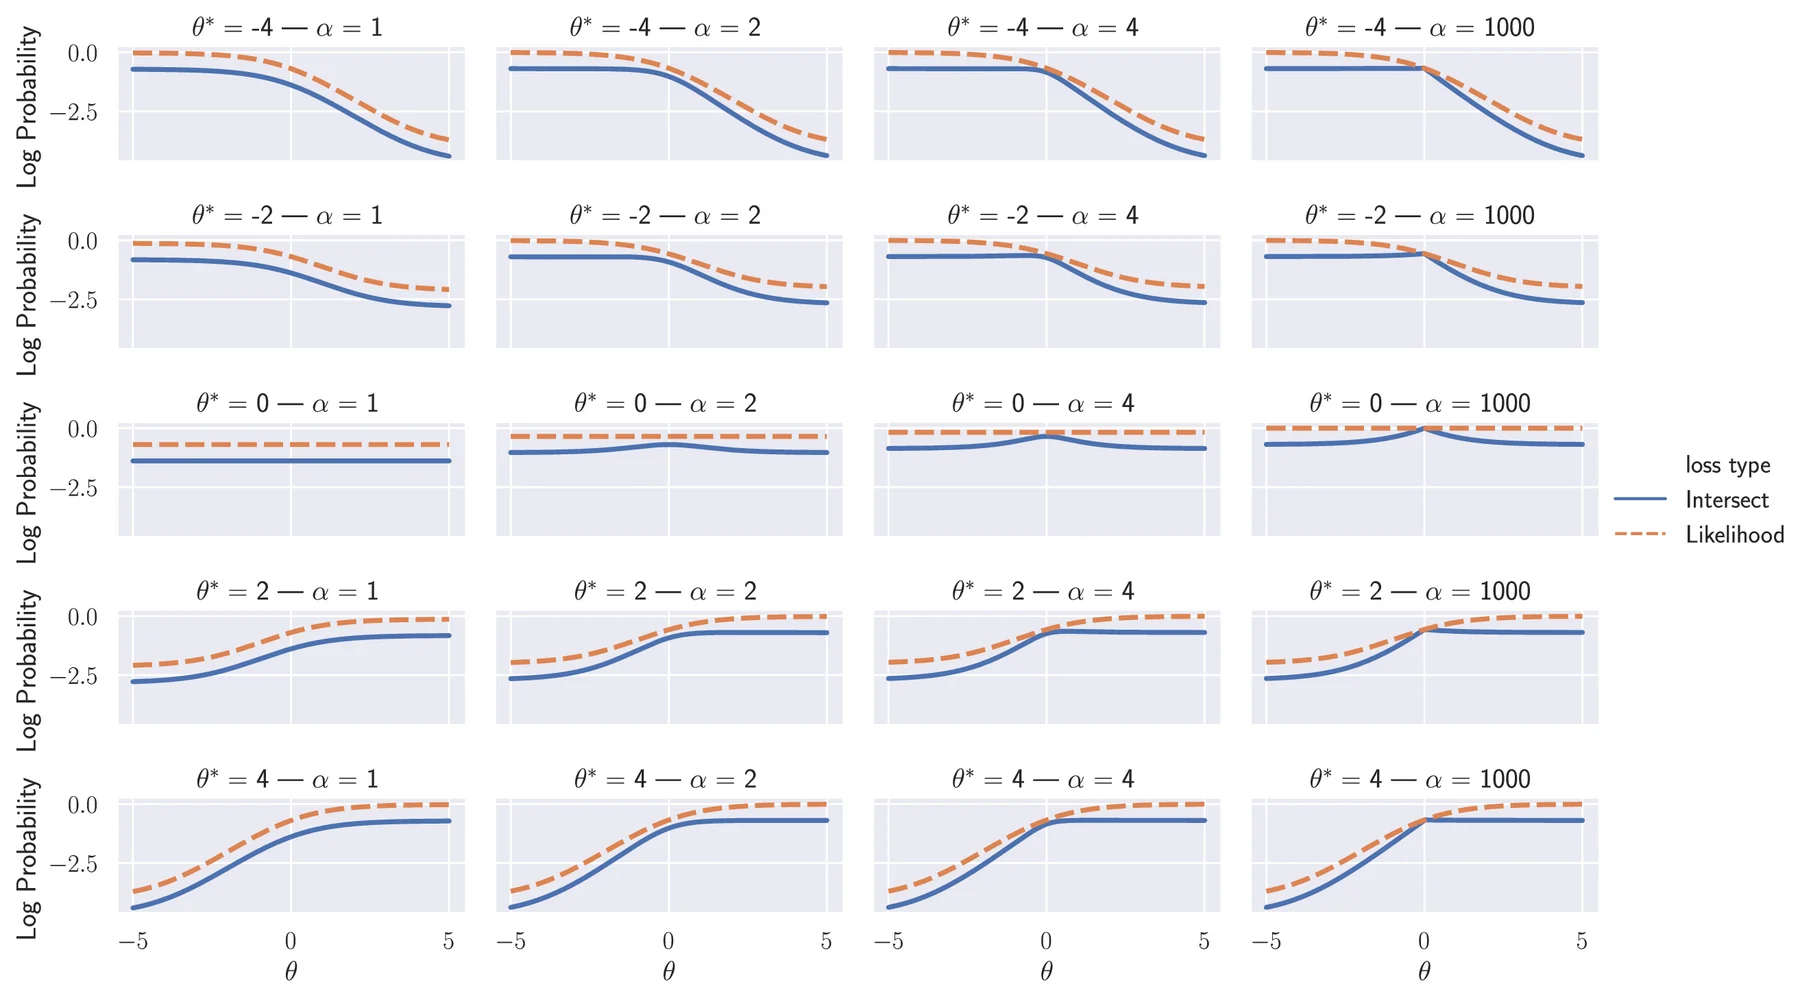 θ* = -4 — α = 1
θ* = -4 — α = 2
θ* = -4 — α = 4
θ* = -4 — α = 1000
Log Probability
0.0
−2.5
θ* = -2 — α = 1
θ* = -2 — α = 2
θ* = -2 — α = 4
θ* = -2 — α = 1000
Log Probability
0.0
−2.5
θ* = 0 — α = 1
θ* = 0 — α = 2
θ* = 0 — α = 4
θ* = 0 — α = 1000
Log Probability
0.0
−2.5
loss type
Intersect
Likelihood
θ* = 2 — α = 1
θ* = 2 — α = 2
θ* = 2 — α = 4
θ* = 2 — α = 1000
Log Probability
0.0
−2.5
θ* = 4 — α = 1
θ* = 4 — α = 2
θ* = 4 — α = 4
θ* = 4 — α = 1000
Log Probability
0.0
−2.5
−5 0 5
−5 0 5
−5 0 5
−5 0 5
θ
θ
θ
θ